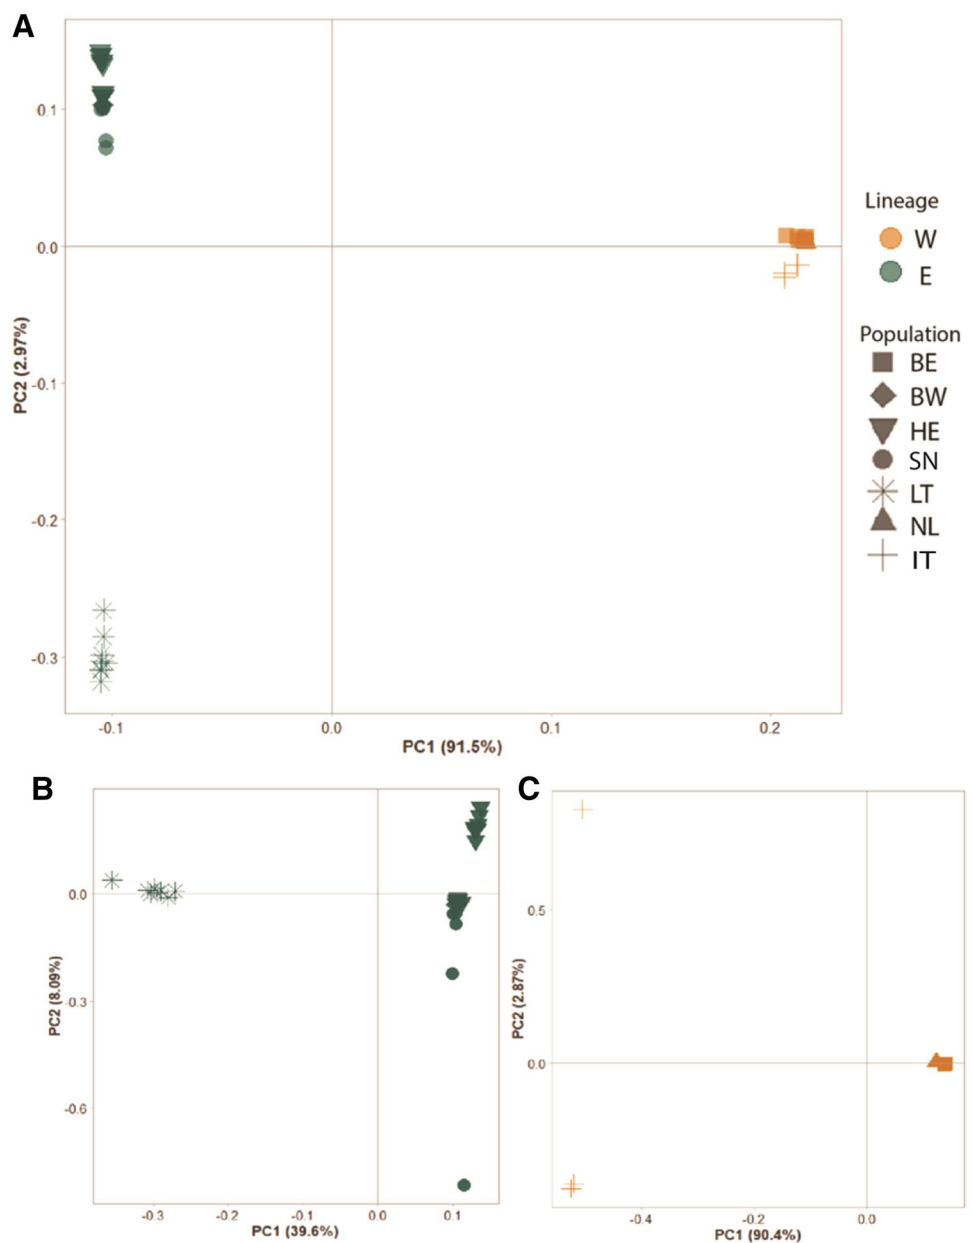 A
0.1
0.0
-0.1
-0.2
-0.3
PC2 (2.97%)
-0.1
0.0
0.1
0.2
PC1 (91.5%)
Lineage
W
E
Population
BE
BW
HE
SN
LT
NL
IT
B
0.0
-0.3
-0.6
PC2 (8.09%)
-0.3
-0.2
-0.1
0.0
0.1
PC1 (39.6%)
C
0.5
0.0
PC2 (2.87%)
-0.4
-0.2
0.0
PC1 (90.4%)